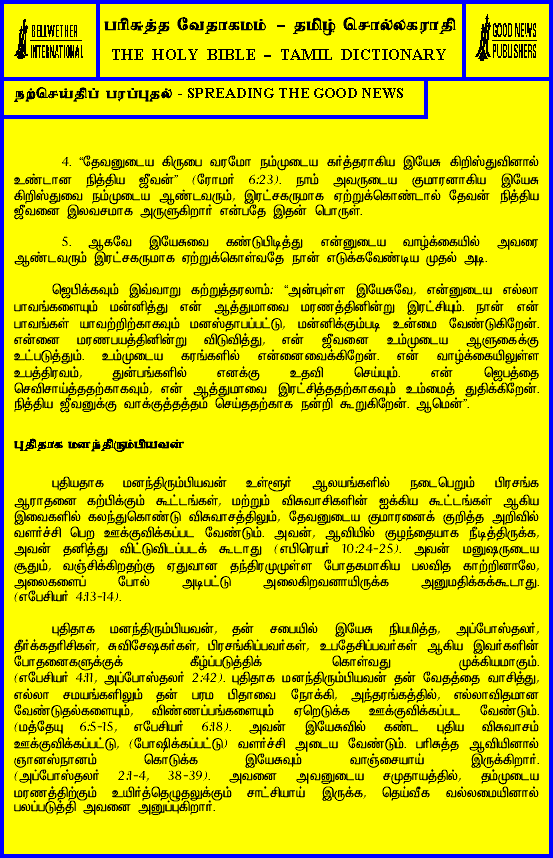 BELLWETHER
INTERNATIONAL
பரிசுத்த வேதாகமம் – தமிழ் சொல்லகராதி
THE HOLY BIBLE – TAMIL DICTIONARY
GOOD NEWS
PUBLISHERS
நற்செய்திப் பரப்புதல் - SPREADING THE GOOD NEWS
4. “தேவனுடைய கிருபை வரமோ நம்முடைய கர்த்தராகிய இயேசு கிறிஸ்துவினால்
உண்டான நித்திய ஜீவன்” (ரோமர் 6:23). நாம் அவருடைய குமாரனாகிய இயேசு
கிறிஸ்துவை நம்முடைய ஆண்டவரும், இரட்சகருமாக ஏற்றுக்கொண்டால் தேவன் நித்திய
ஜீவனை இலவசமாக அருளுகிறார் என்பதே இதன் பொருள்.
5. ஆகவே இயேசுவை கண்டுபிடித்து என்னுடைய வாழ்க்கையில் அவரை
ஆண்டவரும் இரட்சகருமாக ஏற்றுக்கொள்வதே நான் எடுக்கவேண்டிய முதல் அடி.
ஜெபிக்கவும் இவ்வாறு கற்றுத்தரலாம்: “அன்புள்ள இயேசுவே, என்னுடைய எல்லா
பாவங்களையும் மன்னித்து என் ஆத்துமாவை மரணத்தினின்று இரட்சியும். நான் என்
பாவங்கள் யாவற்றிற்காகவும் மனஸ்தாபப்பட்டு, மன்னிக்கும்படி உன்மை வேண்டுகிறேன்.
என்னை மரணபயத்தினின்று விடுவித்து, என் ஜீவனை உம்முடைய ஆளுகைக்கு
உட்படுத்தும். உம்முடைய கரங்களில் என்னைவைக்கிறேன். என் வாழ்க்கையிலுள்ள
உபத்திரவம், துன்பங்களில் எனக்கு உதவி செய்யும். என் ஜெபத்தை
செவிசாய்த்ததற்காகவும், என் ஆத்துமாவை இரட்சித்ததற்காகவும் உம்மைத் துதிக்கிறேன்.
நித்திய ஜீவனுக்கு வாக்குத்தத்தம் செய்ததற்காக நன்றி கூறுகிறேன். ஆமென்”.
புதிதாக மனந்திரும்பியவன்
புதியதாக மனந்திரும்பியவன் உள்ளூர் ஆலயங்களில் நடைபெறும் பிரசங்க
ஆராதனை கற்பிக்கும் கூட்டங்கள், மற்றும் விசுவாசிகளின் ஐக்கிய கூட்டங்கள் ஆகிய
இவைகளில் கலந்துகொண்டு விசுவாசத்திலும், தேவனுடைய குமாரனைக் குறித்த அறிவில்
வளர்ச்சி பெற ஊக்குவிக்கப்பட வேண்டும். அவன், ஆவியில் குழந்தையாக நீடித்திருக்க,
அவன் தனித்து விட்டுவிடப்படக் கூடாது (எபிரெயர் 10:24-25). அவன் மனுஷருடைய
சூதும், வஞ்சிக்கிறதற்கு ஏதுவான தந்திரமுமுள்ள போதகமாகிய பலவித காற்றினாலே,
அலைகளைப் போல் அடிபட்டு அலைகிறவனாயிருக்க அனுமதிக்கக்கூடாது.
(எபேசியர் 4:13-14).
புதிதாக மனந்திரும்பியவன், தன் சபையில் இயேசு நியமித்த, அப்போஸ்தலர்,
தீர்க்கதரிசிகள், சுவிசேஷகர்கள், பிரசங்கிப்பவர்கள், உபதேசிப்பவர்கள் ஆகிய இவர்களின்
போதனைகளுக்குக் கீழ்ப்படுத்திக் கொள்வது முக்கியமாகும்.
(எபேசியர் 4:11, அப்போஸ்தலர் 2:42). புதிதாக மனந்திரும்பியவன் தன் வேதத்தை வாசித்து,
எல்லா சமயங்களிலும் தன் பரம பிதாவை நோக்கி, அந்தரங்கத்தில், எல்லாவிதமான
வேண்டுதல்களையும், விண்ணப்பங்களையும் ஏறெடுக்க ஊக்குவிக்கப்பட வேண்டும்.
(மத்தேயு 6:5-15, எபேசியர் 6:18). அவன் இயேசுவில் கண்ட புதிய விசுவாசம்
ஊக்குவிக்கப்பட்டு, (போஷிக்கப்பட்டு) வளர்ச்சி அடைய வேண்டும். பரிசுத்த ஆவியினால்
ஞானஸ்நானம் கொடுக்க இயேசுவும் வாஞ்சையாய் இருக்கிறார்.
(அப்போஸ்தலர் 2:1-4, 38-39). அவனை அவனுடைய சமுதாயத்தில், தம்முடைய
மரணத்திற்கும் உயிர்த்தெழுதலுக்கும் சாட்சியாய் இருக்க, தெய்வீக வல்லமையினால்
பலப்படுத்தி அவனை அனுப்புகிறார்.